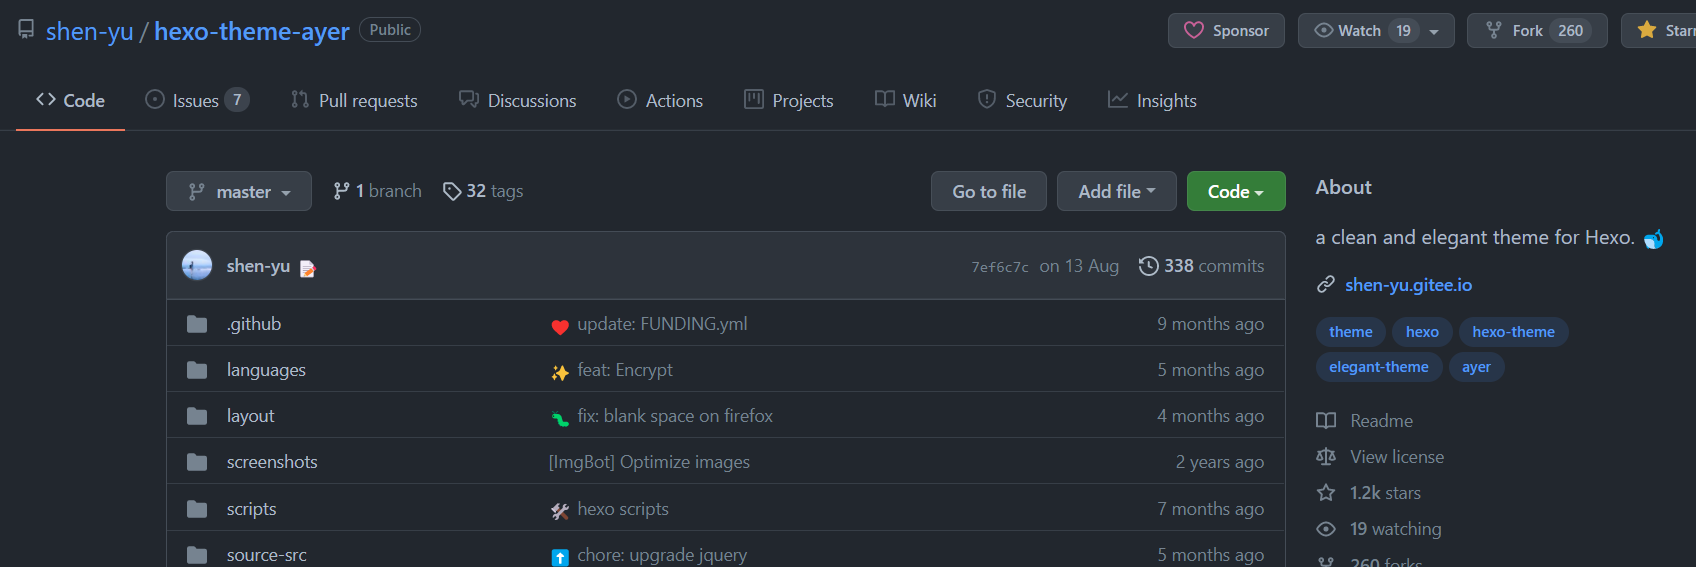 shen-yu / hexo-theme-ayer Public Sponsor Watch 19 Fork 260 Starr
Code Issues 7 Pull requests Discussions Actions Projects Wiki Security Insights
master 1 branch 32 tags Go to file Add file Code
shen-yu 7ef6c7c on 13 Aug 338 commits
.github update: FUNDING.yml 9 months ago
languages feat: Encrypt 5 months ago
layout fix: blank space on firefox 4 months ago
screenshots [ImgBot] Optimize images 2 years ago
scripts hexo scripts 7 months ago
source-src chore: upgrade jquery 5 months ago
About
a clean and elegant theme for Hexo.
shen-yu.gitee.io
theme hexo hexo-theme
elegant-theme ayer
Readme
View license
1.2k stars
19 watching
260 forks